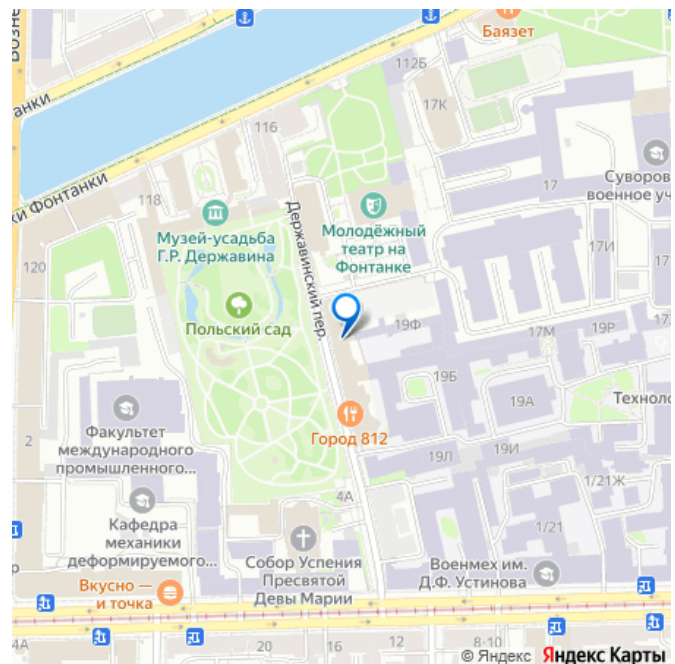 Возне
Баязет
112Б
анки
17К
116
Суворов
военное уч
17
ки Фонтанки
118
Державинский пер.
Молодёжный
театр на
Фонтанке
Музей-усадьба
Г.Р. Державина
17И
120
Польский сад
19Ф
17М
19Р
17
19Б
19А
Техноло
Факультет
международного
промышленного...
2
Город 812
19Л
19И
1/21Ж
4А
1/21
Кафедра
механики
деформируемого...
Собор Успения
Пресвятой
Девы Марии
Военмех им.
Д.Ф. Устинова
Вкусно —
и точка
4А
20
16
12
8-10
© Яндекс Яндекс Карты